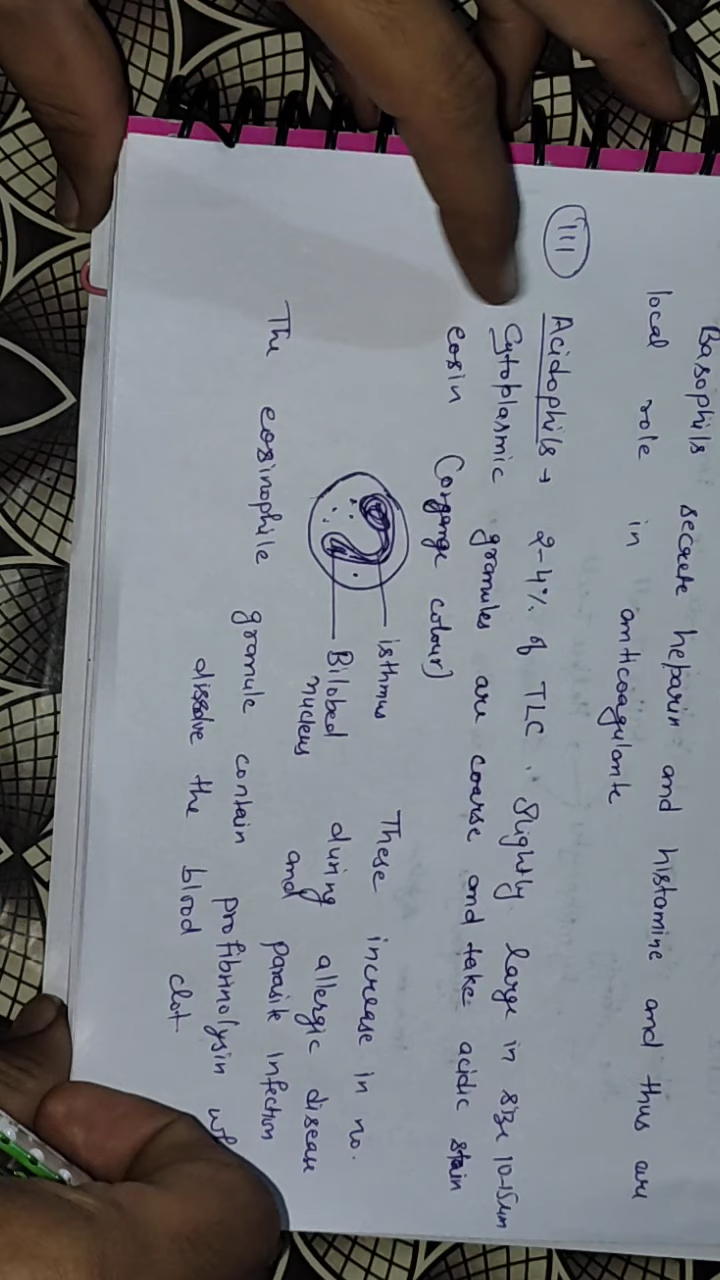 Basophils secrete heparin and histamine and thus are
local role in anticoagulante
III Acidophils → 2-4% of TLC. Slightly large in size 10-15um
Cytoplasmic granules are coarse and take acidic stain
eosin (orange colour)
isthmus
Bilobed
nucleus
These increase in no.
during allergic disease
and parasite infection
The eosinophile granule contain profibrinolysin
dissolve the blood clot